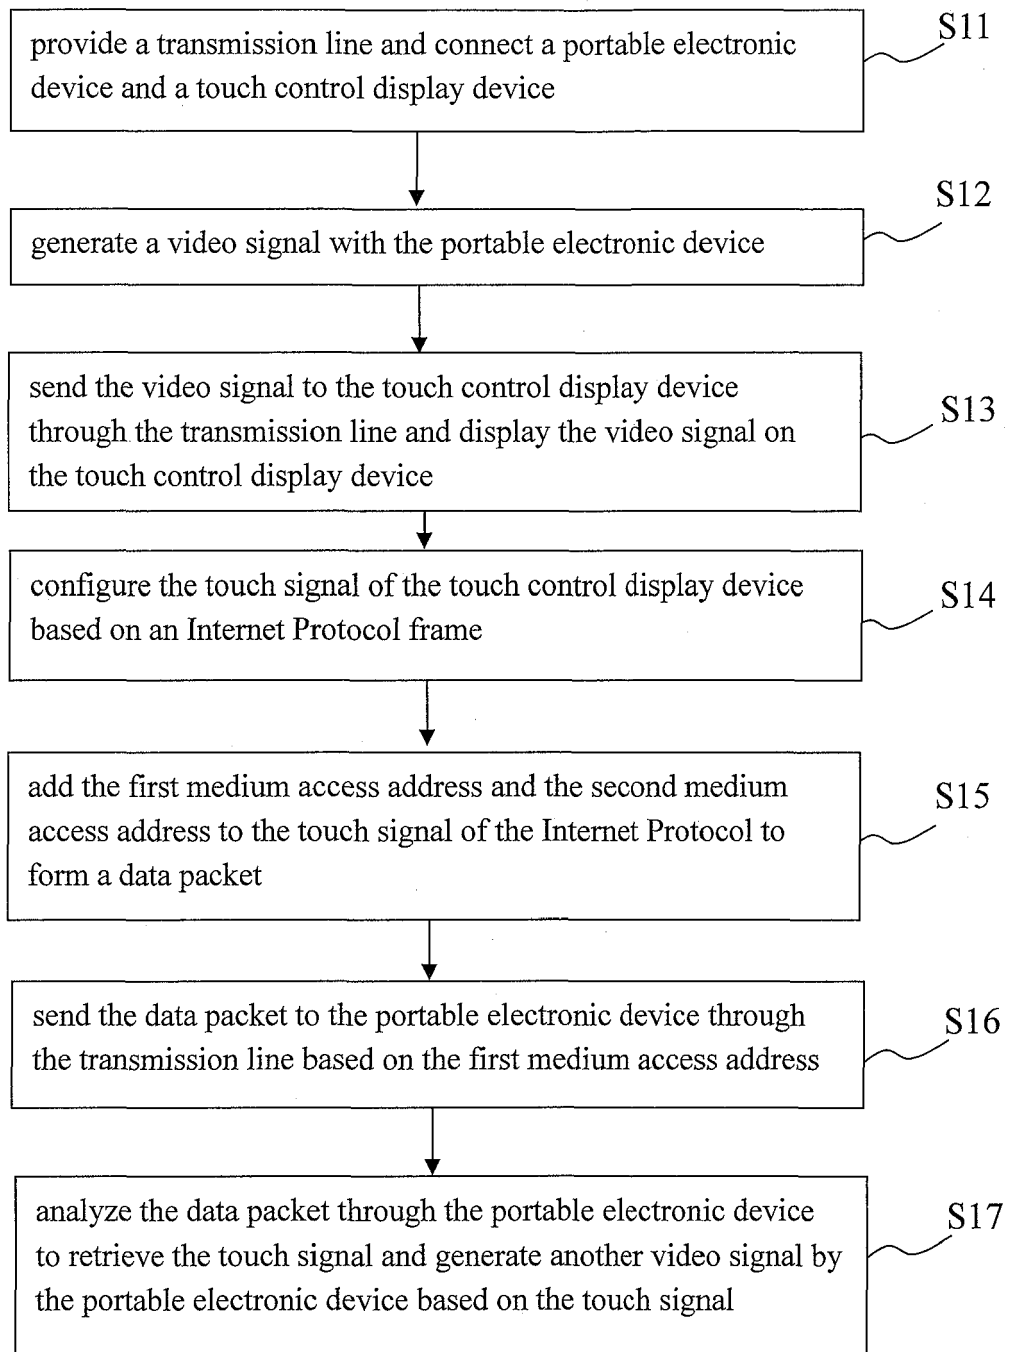 provide a transmission line and connect a portable electronic
device and a touch control display device
S11
generate a video signal with the portable electronic device
S12
send the video signal to the touch control display device
through the transmission line and display the video signal on
the touch control display device
S13
configure the touch signal of the touch control display device
based on an Internet Protocol frame
S14
add the first medium access address and the second medium
access address to the touch signal of the Internet Protocol to
form a data packet
S15
send the data packet to the portable electronic device through
the transmission line based on the first medium access address
S16
analyze the data packet through the portable electronic device
to retrieve the touch signal and generate another video signal by
the portable electronic device based on the touch signal
S17